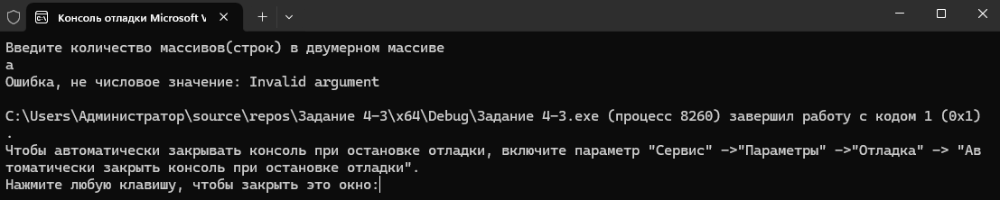 Консоль отладки Microsoft V
Введите количество массивов(строк) в двумерном массиве
а
Ошибка, не числовое значение: Invalid argument
C:\Users\Администратор\source\repos\Задание 4-3\x64\Debug\Задание 4-3.exe (процесс 8260) завершил работу с кодом 1 (0x1)
.
Чтобы автоматически закрывать консоль при остановке отладки, включите параметр "Сервис" ->"Параметры" ->"Отладка" -> "Ав
томатически закрыть консоль при остановке отладки".
Нажмите любую клавишу, чтобы закрыть это окно: